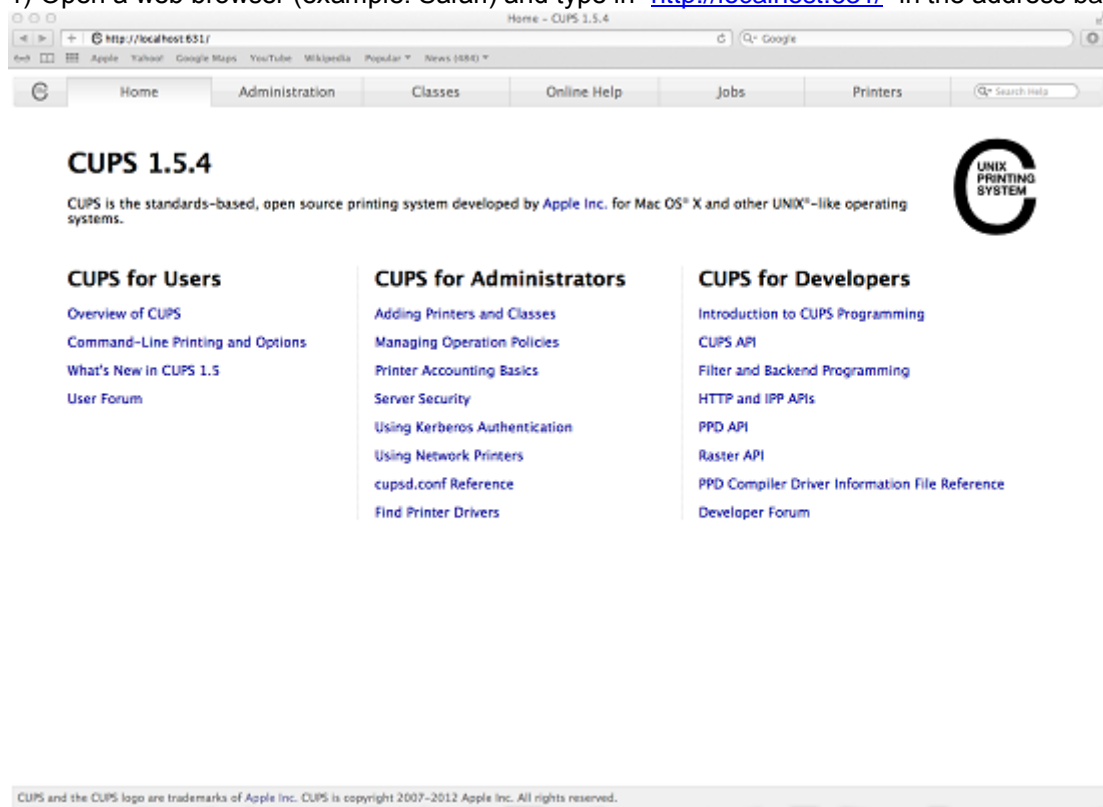 1) Open a web browser (example: Safari) and type in "http://localhost:631/" in the address ba
Home – CUPS 1.5.4
http://localhost:631/
Google
Apple Yahoo! Google Maps YouTube Wikipedia Popular News (484)
Home Administration Classes Online Help Jobs Printers Search Help
CUPS 1.5.4
UNIX
PRINTING
SYSTEM
CUPS is the standards-based, open source printing system developed by Apple Inc. for Mac OS® X and other UNIX®-like operating
systems.
CUPS for Users
Overview of CUPS
Command-Line Printing and Options
What's New in CUPS 1.5
User Forum
CUPS for Administrators
Adding Printers and Classes
Managing Operation Policies
Printer Accounting Basics
Server Security
Using Kerberos Authentication
Using Network Printers
cupsd.conf Reference
Find Printer Drivers
CUPS for Developers
Introduction to CUPS Programming
CUPS API
Filter and Backend Programming
HTTP and IPP APIs
PPD API
Raster API
PPD Compiler Driver Information File Reference
Developer Forum
CUPS and the CUPS logo are trademarks of Apple Inc. CUPS is copyright 2007-2012 Apple Inc. All rights reserved.